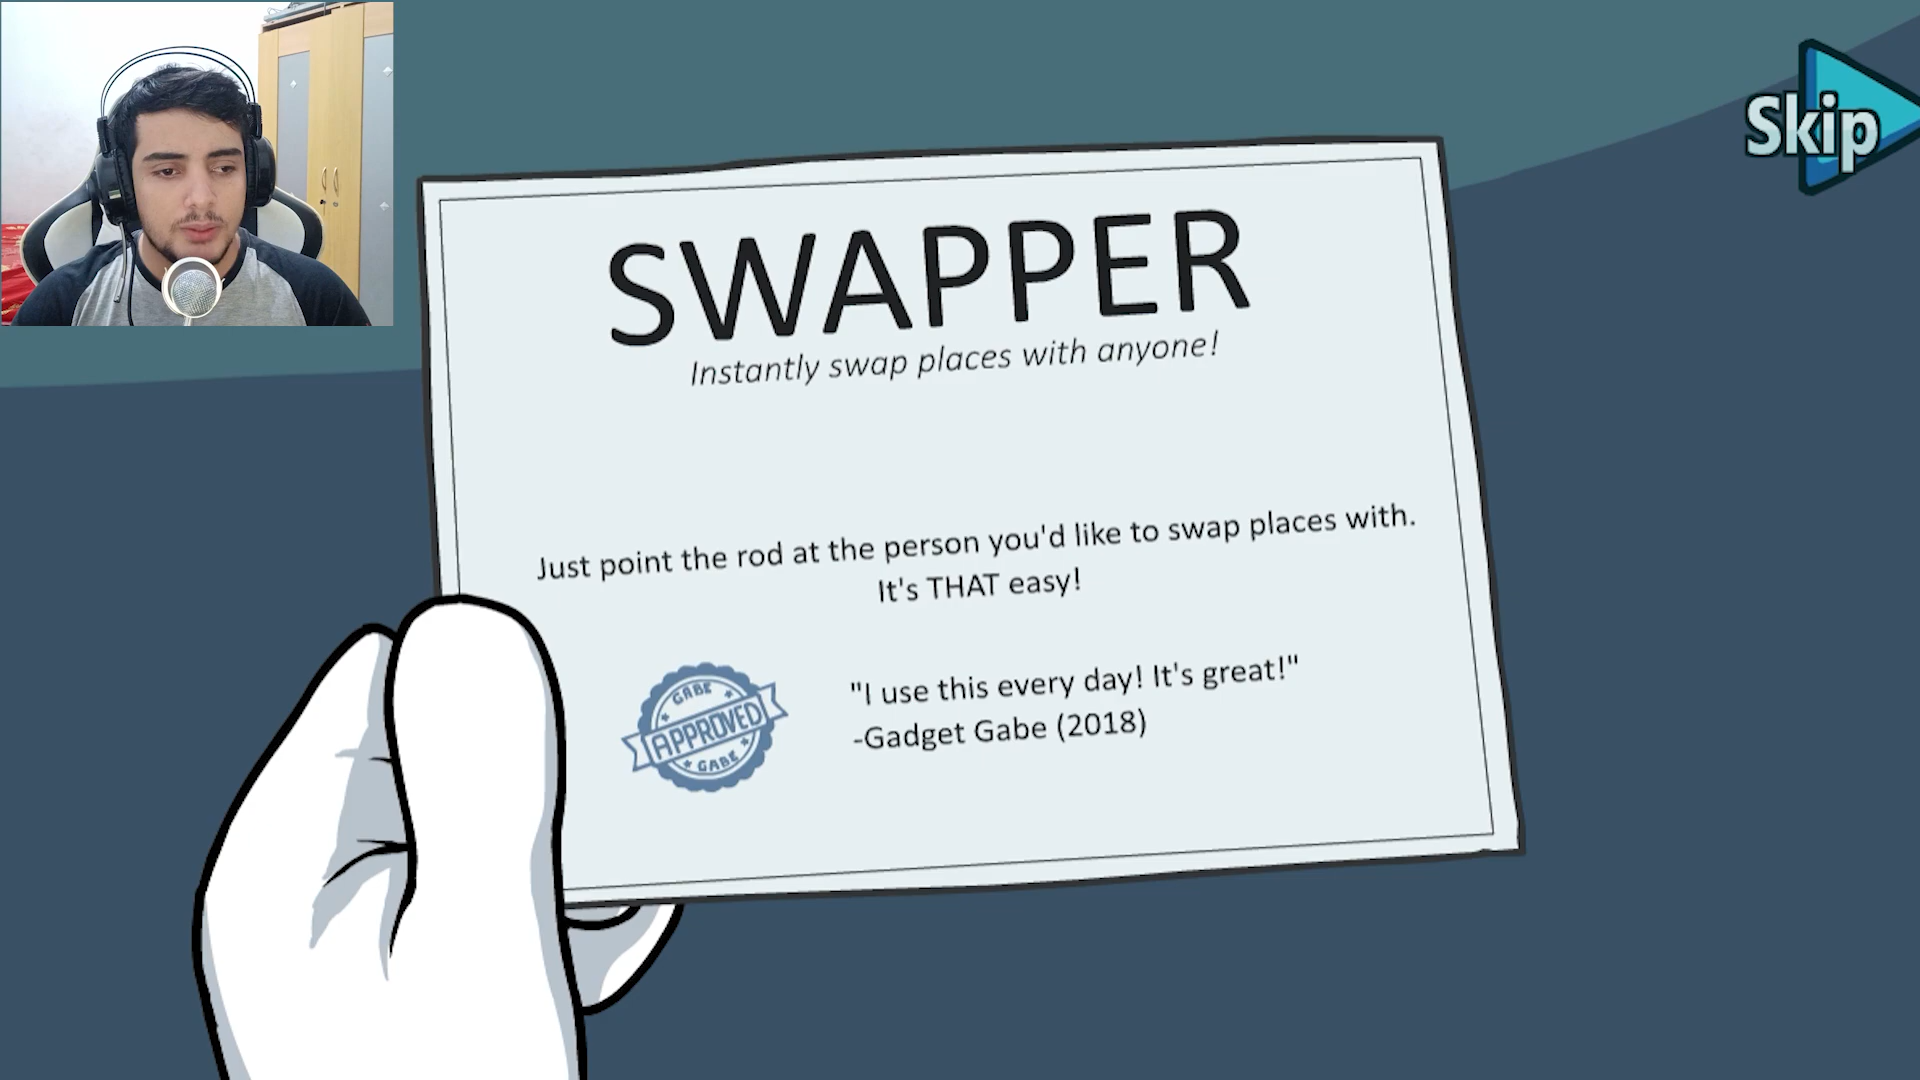 Skip
SWAPPER
Instantly swap places with anyone!
Just point the rod at the person you'd like to swap places with.
It's THAT easy!
GABE
APPROVED
GABE
"I use this every day! It's great!"
-Gadget Gabe (2018)